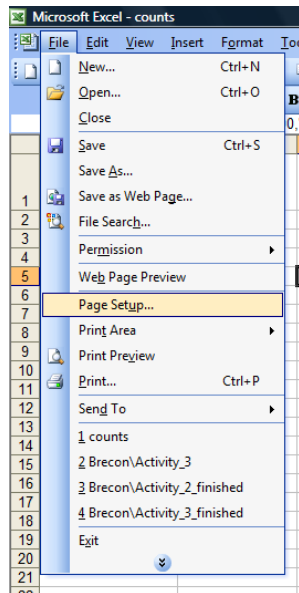 Microsoft Excel - counts
File Edit View Insert Format
New... Ctrl+N
Open... Ctrl+O
Close
Save Ctrl+S
Save As...
Save as Web Page...
File Search...
Permission
Web Page Preview
Page Setup...
Print Area
Print Preview
Print... Ctrl+P
Send To
1 counts
2 Brecon\Activity_3
3 Brecon\Activity_2_finished
4 Brecon\Activity_3_finished
Exit
B
0,
1
2
3
4
5
6
7
8
9
10
11
12
13
14
15
16
17
18
19
20
21